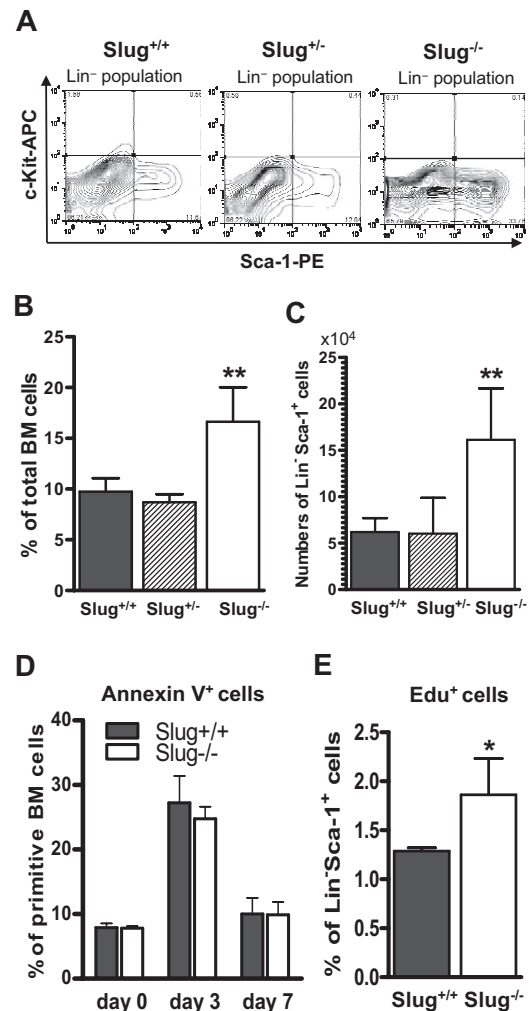 A
Slug+/+ Slug+/- Slug-/-
Lin– population Lin– population Lin– population
c-Kit-APC
Sca-1-PE
B
% of total BM cells
25
20
15
10
5
0
**
Slug+/+ Slug+/- Slug-/-
C
x10⁴
Numbers of Lin⁻ Sca-1⁺ cells
25
20
15
10
5
0
**
Slug+/+ Slug+/- Slug-/-
D
Annexin V⁺ cells
Slug+/+
Slug-/-
% of primitive BM cells
40
30
20
10
0
day 0 day 3 day 7
E
Edu⁺ cells
% of Lin⁻Sca-1⁺ cells
2.5
2.0
1.5
1.0
0.5
0.0
*
Slug+/+ Slug-/-